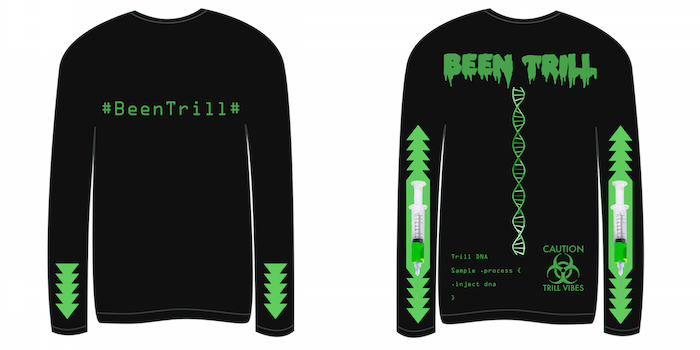 #BeenTrill#
BEEN TRILL
Trill DNA
Sample -process {
.inject dna
}
CAUTION
TRILL VIBES